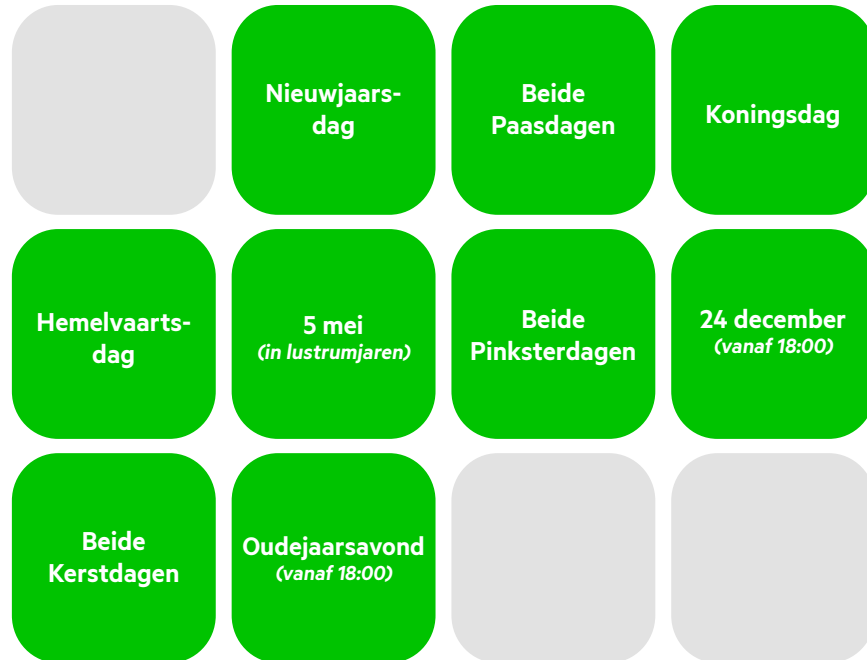 Nieuwjaars-
dag
Beide
Paasdagen
Koningsdag
Hemelvaarts-
dag
5 mei
(in lustrumjaren)
Beide
Pinksterdagen
24 december
(vanaf 18:00)
Beide
Kerstdagen
Oudejaarsavond
(vanaf 18:00)